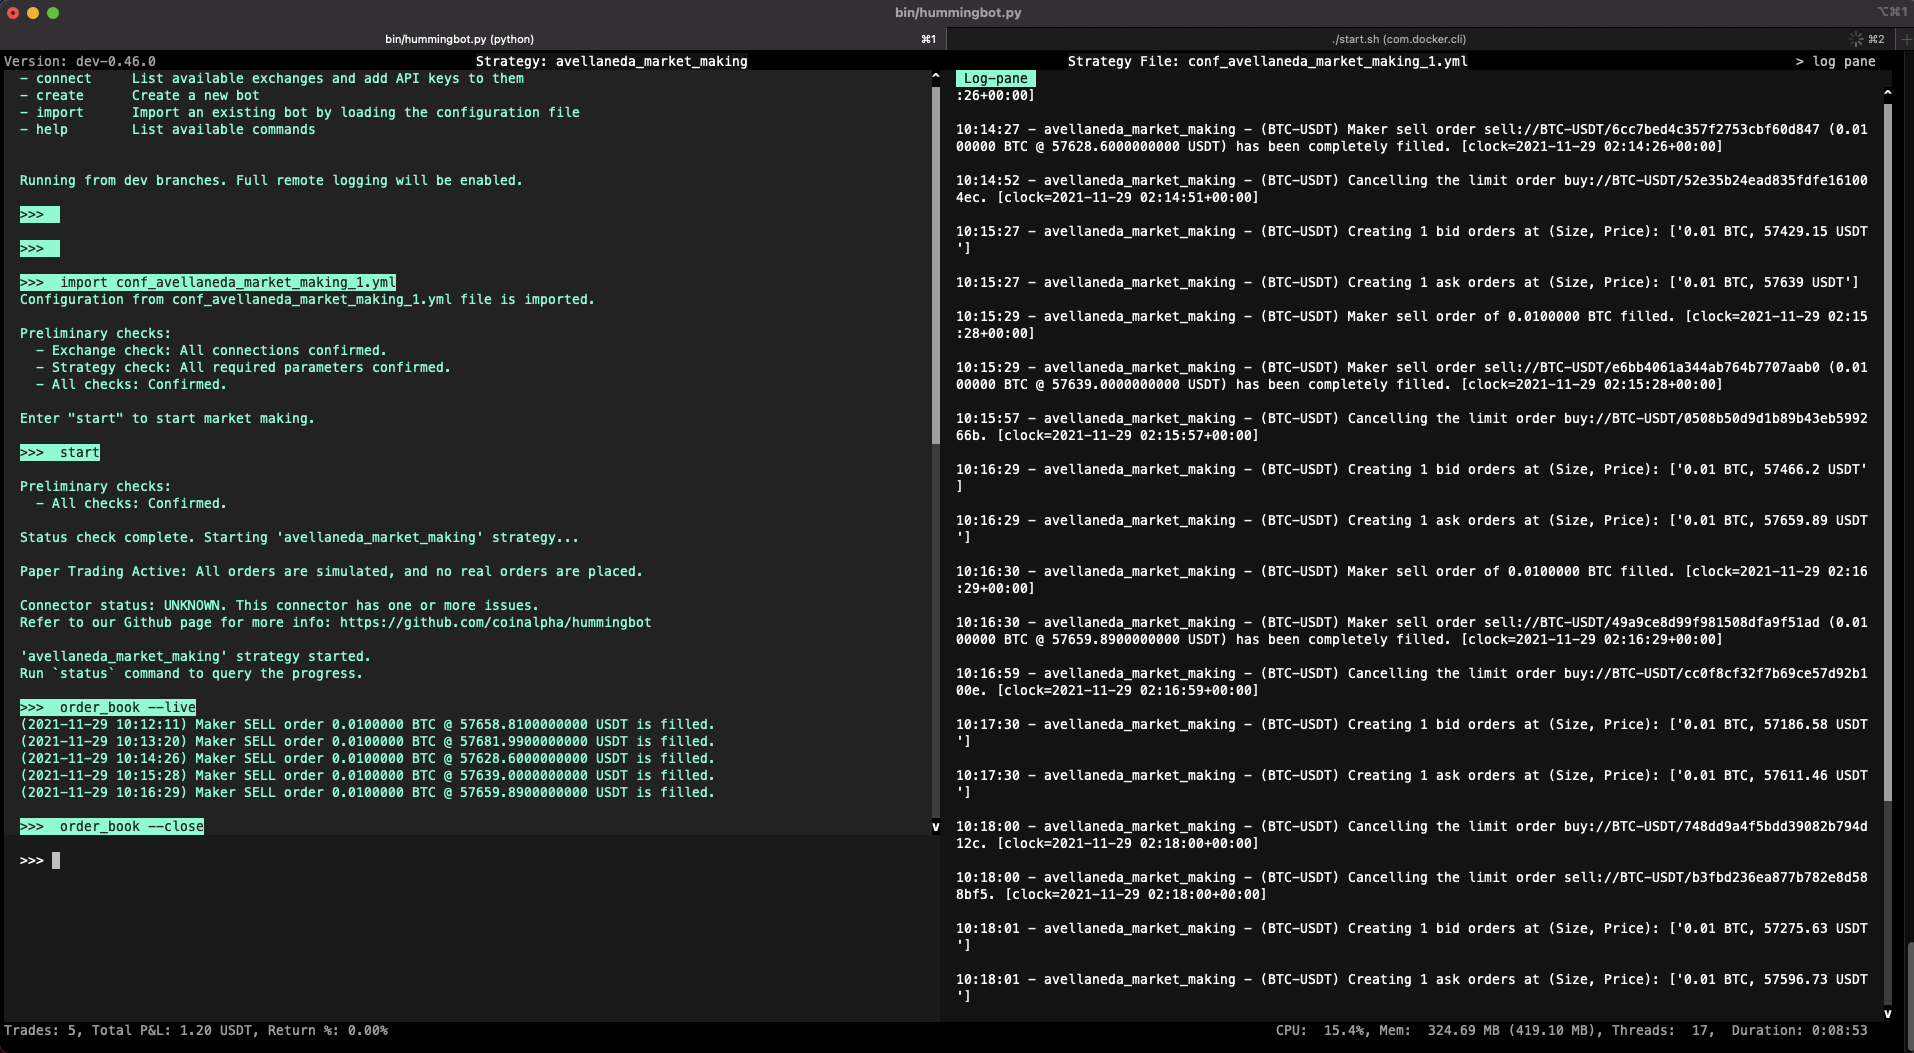 bin/hummingbot.py
⌥⌘1
bin/hummingbot.py (python)
⌘1
./start.sh (com.docker.cli)
⌘2
Version: dev-0.46.0
Strategy: avellaneda_market_making
Strategy File: conf_avellaneda_market_making_1.yml
> log pane
- connect     List available exchanges and add API keys to them
- create      Create a new bot
- import      Import an existing bot by loading the configuration file
- help        List available commands
Running from dev branches. Full remote logging will be enabled.
>>>
>>>
>>>  import conf_avellaneda_market_making_1.yml
Configuration from conf_avellaneda_market_making_1.yml file is imported.
Preliminary checks:
- Exchange check: All connections confirmed.
- Strategy check: All required parameters confirmed.
- All checks: Confirmed.
Enter "start" to start market making.
>>>  start
Preliminary checks:
- All checks: Confirmed.
Status check complete. Starting 'avellaneda_market_making' strategy...
Paper Trading Active: All orders are simulated, and no real orders are placed.
Connector status: UNKNOWN. This connector has one or more issues.
Refer to our Github page for more info: https://github.com/coinalpha/hummingbot
'avellaneda_market_making' strategy started.
Run `status` command to query the progress.
>>>  order_book --live
(2021-11-29 10:12:11) Maker SELL order 0.0100000 BTC @ 57658.8100000000 USDT is filled.
(2021-11-29 10:13:20) Maker SELL order 0.0100000 BTC @ 57681.9900000000 USDT is filled.
(2021-11-29 10:14:26) Maker SELL order 0.0100000 BTC @ 57628.6000000000 USDT is filled.
(2021-11-29 10:15:28) Maker SELL order 0.0100000 BTC @ 57639.0000000000 USDT is filled.
(2021-11-29 10:16:29) Maker SELL order 0.0100000 BTC @ 57659.8900000000 USDT is filled.
>>>  order_book --close
>>>
Log-pane
:26+00:00]
10:14:27 - avellaneda_market_making - (BTC-USDT) Maker sell order sell://BTC-USDT/6cc7bed4c357f2753cbf60d847 (0.01
00000 BTC @ 57628.6000000000 USDT) has been completely filled. [clock=2021-11-29 02:14:26+00:00]
10:14:52 - avellaneda_market_making - (BTC-USDT) Cancelling the limit order buy://BTC-USDT/52e35b24ead835fdfe16100
4ec. [clock=2021-11-29 02:14:51+00:00]
10:15:27 - avellaneda_market_making - (BTC-USDT) Creating 1 bid orders at (Size, Price): ['0.01 BTC, 57429.15 USDT
']
10:15:27 - avellaneda_market_making - (BTC-USDT) Creating 1 ask orders at (Size, Price): ['0.01 BTC, 57639 USDT']
10:15:29 - avellaneda_market_making - (BTC-USDT) Maker sell order of 0.0100000 BTC filled. [clock=2021-11-29 02:15
:28+00:00]
10:15:29 - avellaneda_market_making - (BTC-USDT) Maker sell order sell://BTC-USDT/e6bb4061a344ab764b7707aab0 (0.01
00000 BTC @ 57639.0000000000 USDT) has been completely filled. [clock=2021-11-29 02:15:28+00:00]
10:15:57 - avellaneda_market_making - (BTC-USDT) Cancelling the limit order buy://BTC-USDT/0508b50d9d1b89b43eb5992
66b. [clock=2021-11-29 02:15:57+00:00]
10:16:29 - avellaneda_market_making - (BTC-USDT) Creating 1 bid orders at (Size, Price): ['0.01 BTC, 57466.2 USDT'
]
10:16:29 - avellaneda_market_making - (BTC-USDT) Creating 1 ask orders at (Size, Price): ['0.01 BTC, 57659.89 USDT
']
10:16:30 - avellaneda_market_making - (BTC-USDT) Maker sell order of 0.0100000 BTC filled. [clock=2021-11-29 02:16
:29+00:00]
10:16:30 - avellaneda_market_making - (BTC-USDT) Maker sell order sell://BTC-USDT/49a9ce8d99f981508dfa9f51ad (0.01
00000 BTC @ 57659.8900000000 USDT) has been completely filled. [clock=2021-11-29 02:16:29+00:00]
10:16:59 - avellaneda_market_making - (BTC-USDT) Cancelling the limit order buy://BTC-USDT/cc0f8cf32f7b69ce57d92b1
00e. [clock=2021-11-29 02:16:59+00:00]
10:17:30 - avellaneda_market_making - (BTC-USDT) Creating 1 bid orders at (Size, Price): ['0.01 BTC, 57186.58 USDT
']
10:17:30 - avellaneda_market_making - (BTC-USDT) Creating 1 ask orders at (Size, Price): ['0.01 BTC, 57611.46 USDT
']
10:18:00 - avellaneda_market_making - (BTC-USDT) Cancelling the limit order buy://BTC-USDT/748dd9a4f5bdd39082b794d
12c. [clock=2021-11-29 02:18:00+00:00]
10:18:00 - avellaneda_market_making - (BTC-USDT) Cancelling the limit order sell://BTC-USDT/b3fbd236ea877b782e8d58
8bf5. [clock=2021-11-29 02:18:00+00:00]
10:18:01 - avellaneda_market_making - (BTC-USDT) Creating 1 bid orders at (Size, Price): ['0.01 BTC, 57275.63 USDT
']
10:18:01 - avellaneda_market_making - (BTC-USDT) Creating 1 ask orders at (Size, Price): ['0.01 BTC, 57596.73 USDT
']
Trades: 5, Total P&L: 1.20 USDT, Return %: 0.00%
CPU:  15.4%, Mem:  324.69 MB (419.10 MB), Threads:  17,  Duration: 0:08:53